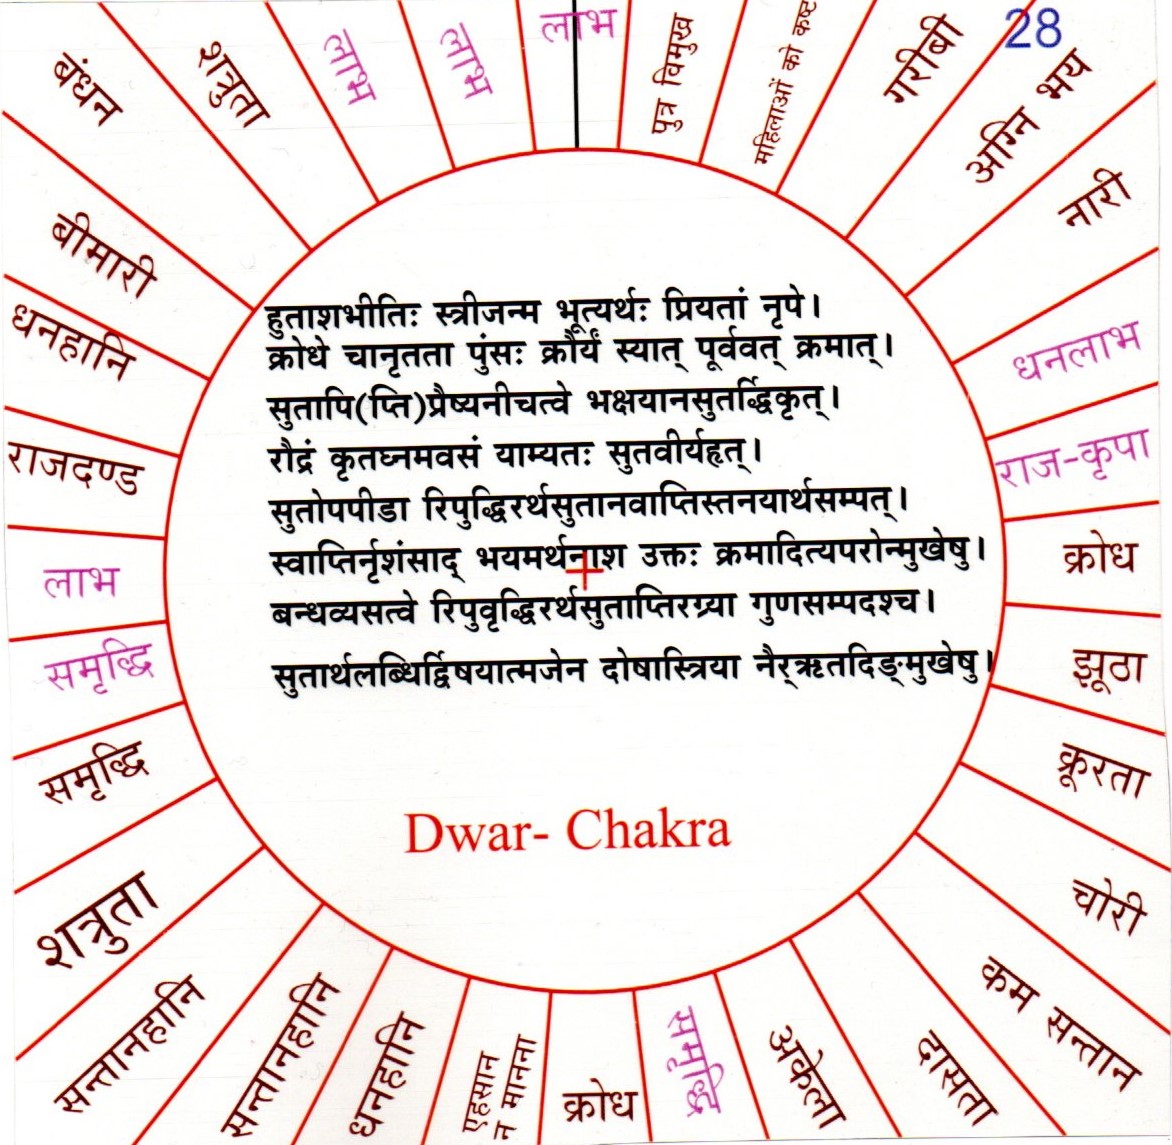 28
लाभ
पुत्र विमुख
महिलाओं को कष्ट
गरीबी
अग्नि भय
नारी
धनलाभ
राज-कृपा
क्रोध
झूठा
क्रूरता
चोरी
कम सन्तान
दासता
अकेला
समृद्धि
क्रोध
एहसान
न मानना
धनहानि
सन्तानहानि
सन्तानहानि
शत्रुता
समृद्धि
समृद्धि
लाभ
राजदण्ड
धनहानि
बीमारी
बंधन
शत्रुता
लाभ
लाभ
हुताशभीतिः स्त्रीजन्म भूत्यर्थः प्रियतां नृपे।
क्रोधे चानृतता पुंसः क्रौर्यं स्यात् पूर्ववत् क्रमात्।
सुतापि(प्ति)प्रैष्यनीचत्वे भक्षयानसुतर्द्धिकृत्।
रौद्रं कृतघ्नमवसं याम्यतः सुतवीर्यहृत्।
सुतोपपीडा रिपुद्धिरर्थसुतानवाप्तिस्तनयार्थसम्पत्।
स्वाप्तिर्नृशंसाद् भयमर्थनाश उक्तः क्रमादित्यपरोन्मुखेषु।
बन्धव्यसत्वे रिपुवृद्धिरर्थसुताप्तिरग्र्या गुणसम्पदश्च।
सुतार्थलब्धिर्द्विषयात्मजेन दोषास्त्रिया नैर्ऋतदिङ्मुखेषु।
Dwar- Chakra